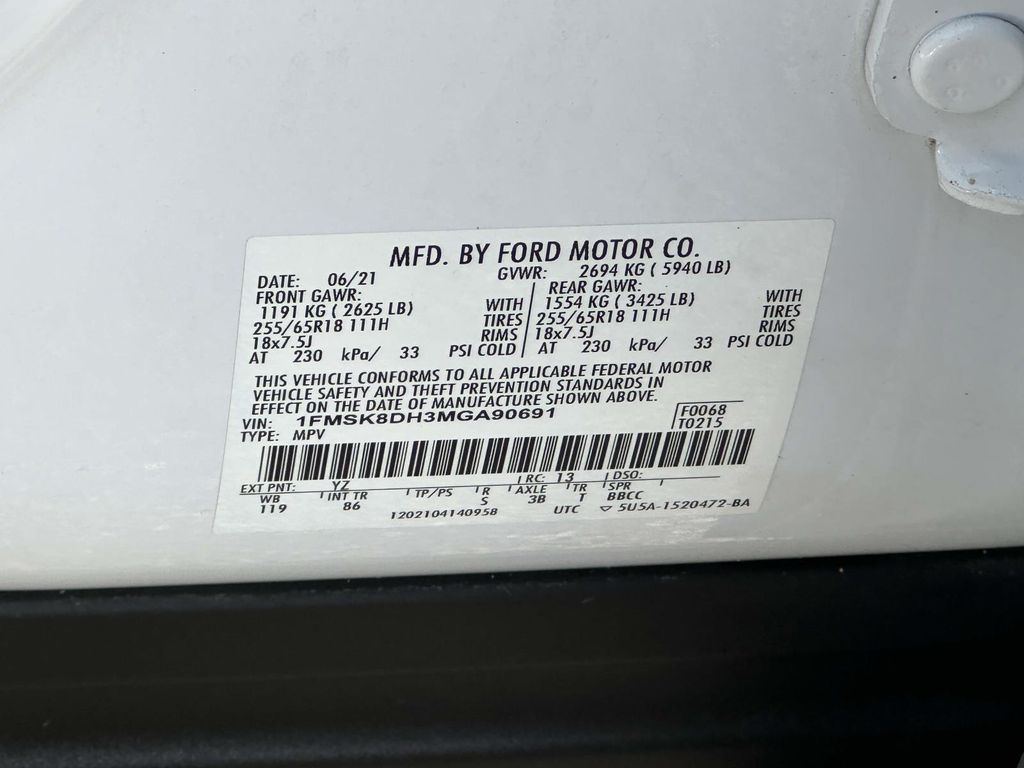 MFD. BY FORD MOTOR CO.
DATE: 06/21 GVWR: 2694 KG ( 5940 LB)
FRONT GAWR: REAR GAWR:
1191 KG ( 2625 LB) WITH 1554 KG ( 3425 LB) WITH
255/65R18 111H TIRES 255/65R18 111H TIRES
18x7.5J RIMS 18x7.5J RIMS
AT 230 kPa/ 33 PSI COLD AT 230 kPa/ 33 PSI COLD
THIS VEHICLE CONFORMS TO ALL APPLICABLE FEDERAL MOTOR
VEHICLE SAFETY AND THEFT PREVENTION STANDARDS IN
EFFECT ON THE DATE OF MANUFACTURE SHOWN ABOVE.
VIN: 1FMSK8DH3MGA90691 F0068
TYPE: MPV T0215
EXT PNT: YZ RC: 13 DSO:
WB INT TR TP/PS R AXLE TR SPR
119 86 S 3B T BBCC
1202104140958 UTC ▽ 5U5A-1520472-BA